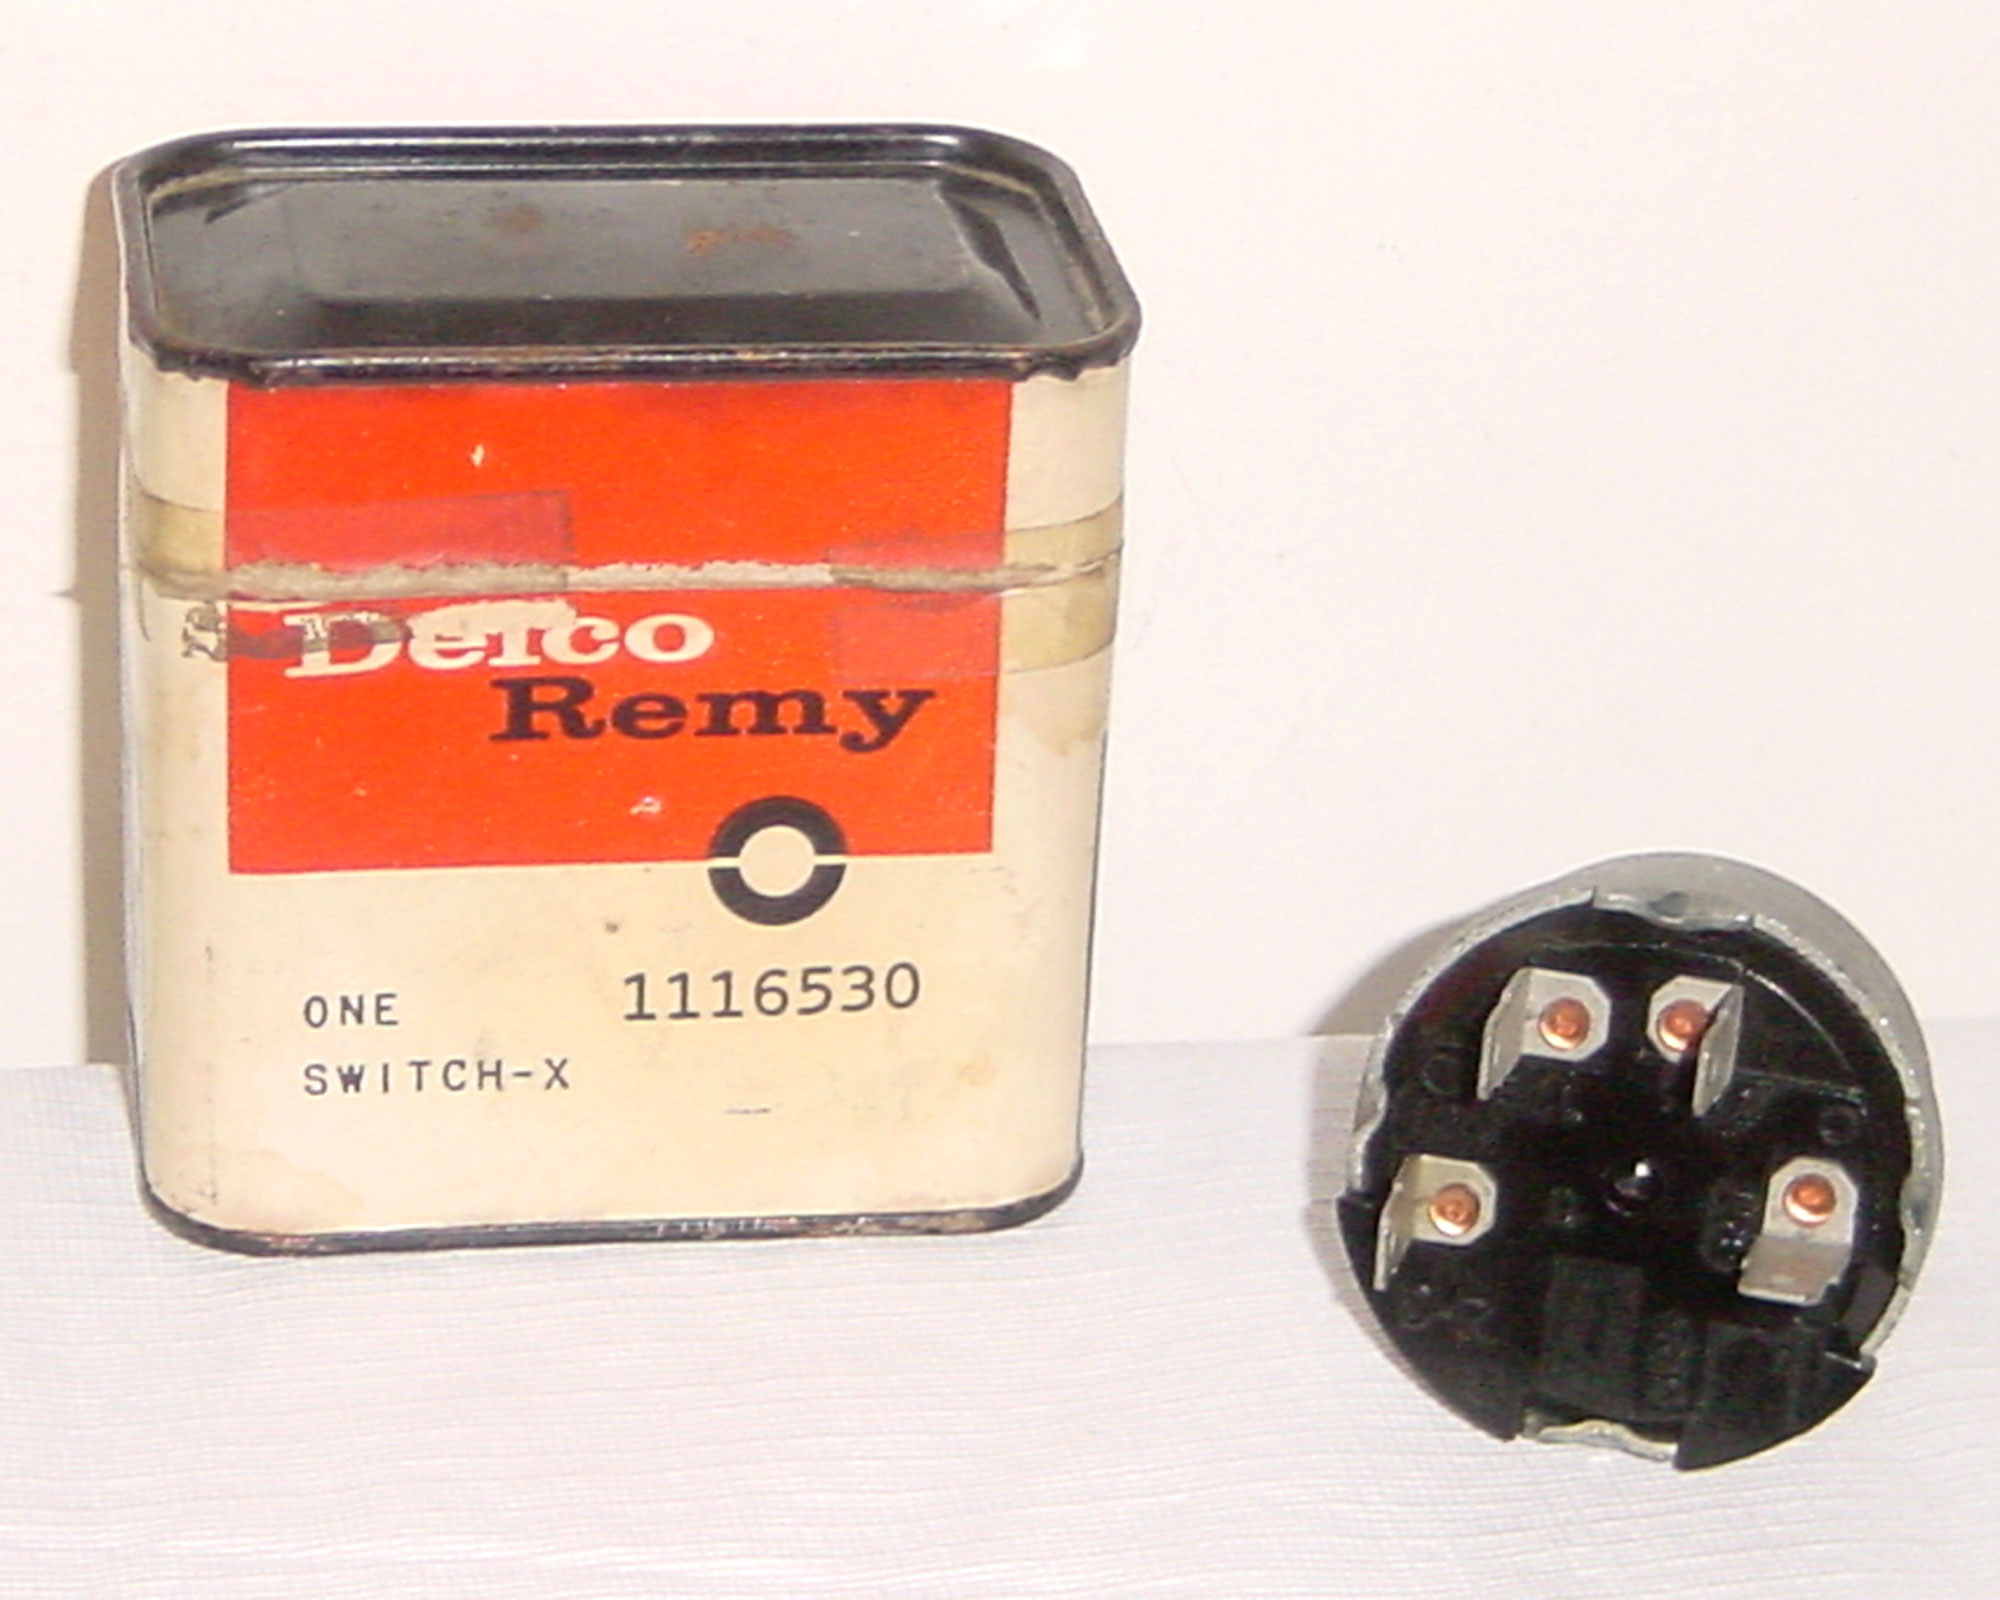 Delco
Remy
ONE 1116530
SWITCH-X